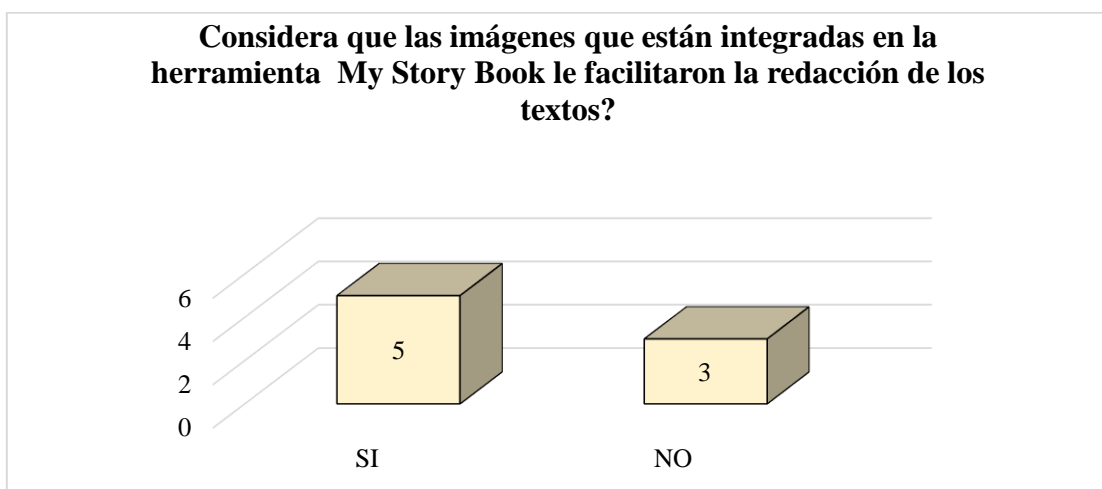 Considera que las imágenes que están integradas en la
herramienta  My Story Book le facilitaron la redacción de los
textos?
6
4
2
0
5
3
SI
NO